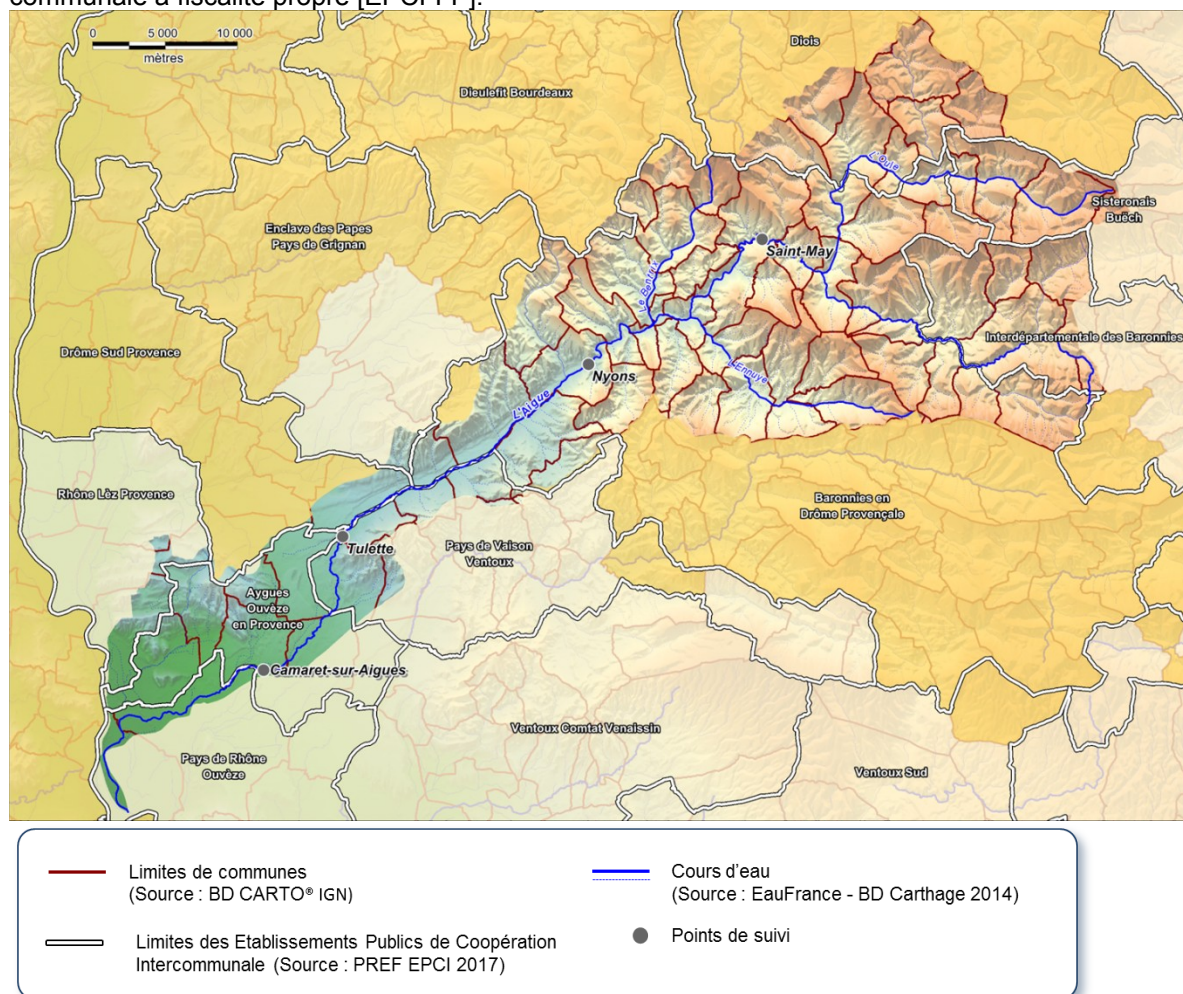 communale à fiscalité propre [EPCI FP].
0 5 000 10 000
mètres
Diois
Dieulefit Bourdeaux
L'Oule
Sisteronais
Buëch
Enclave des Papes
Pays de Grignan
Saint-May
Le Bentrix
Drôme Sud Provence
Interdépartementale des Baronnies
Nyons
L'Ennuye
L'Aigue
Rhône Lèz Provence
Baronnies en
Drôme Provençale
Tulette
Pays de Vaison
Ventoux
Aygues
Ouvèze
en Provence
Camaret-sur-Aigues
Ventoux Comtat Venaissin
Pays de Rhône
Ouvèze
Ventoux Sud
Limites de communes
(Source : BD CARTO® IGN)
Cours d'eau
(Source : EauFrance - BD Carthage 2014)
Limites des Etablissements Publics de Coopération
Intercommunale (Source : PREF EPCI 2017)
Points de suivi